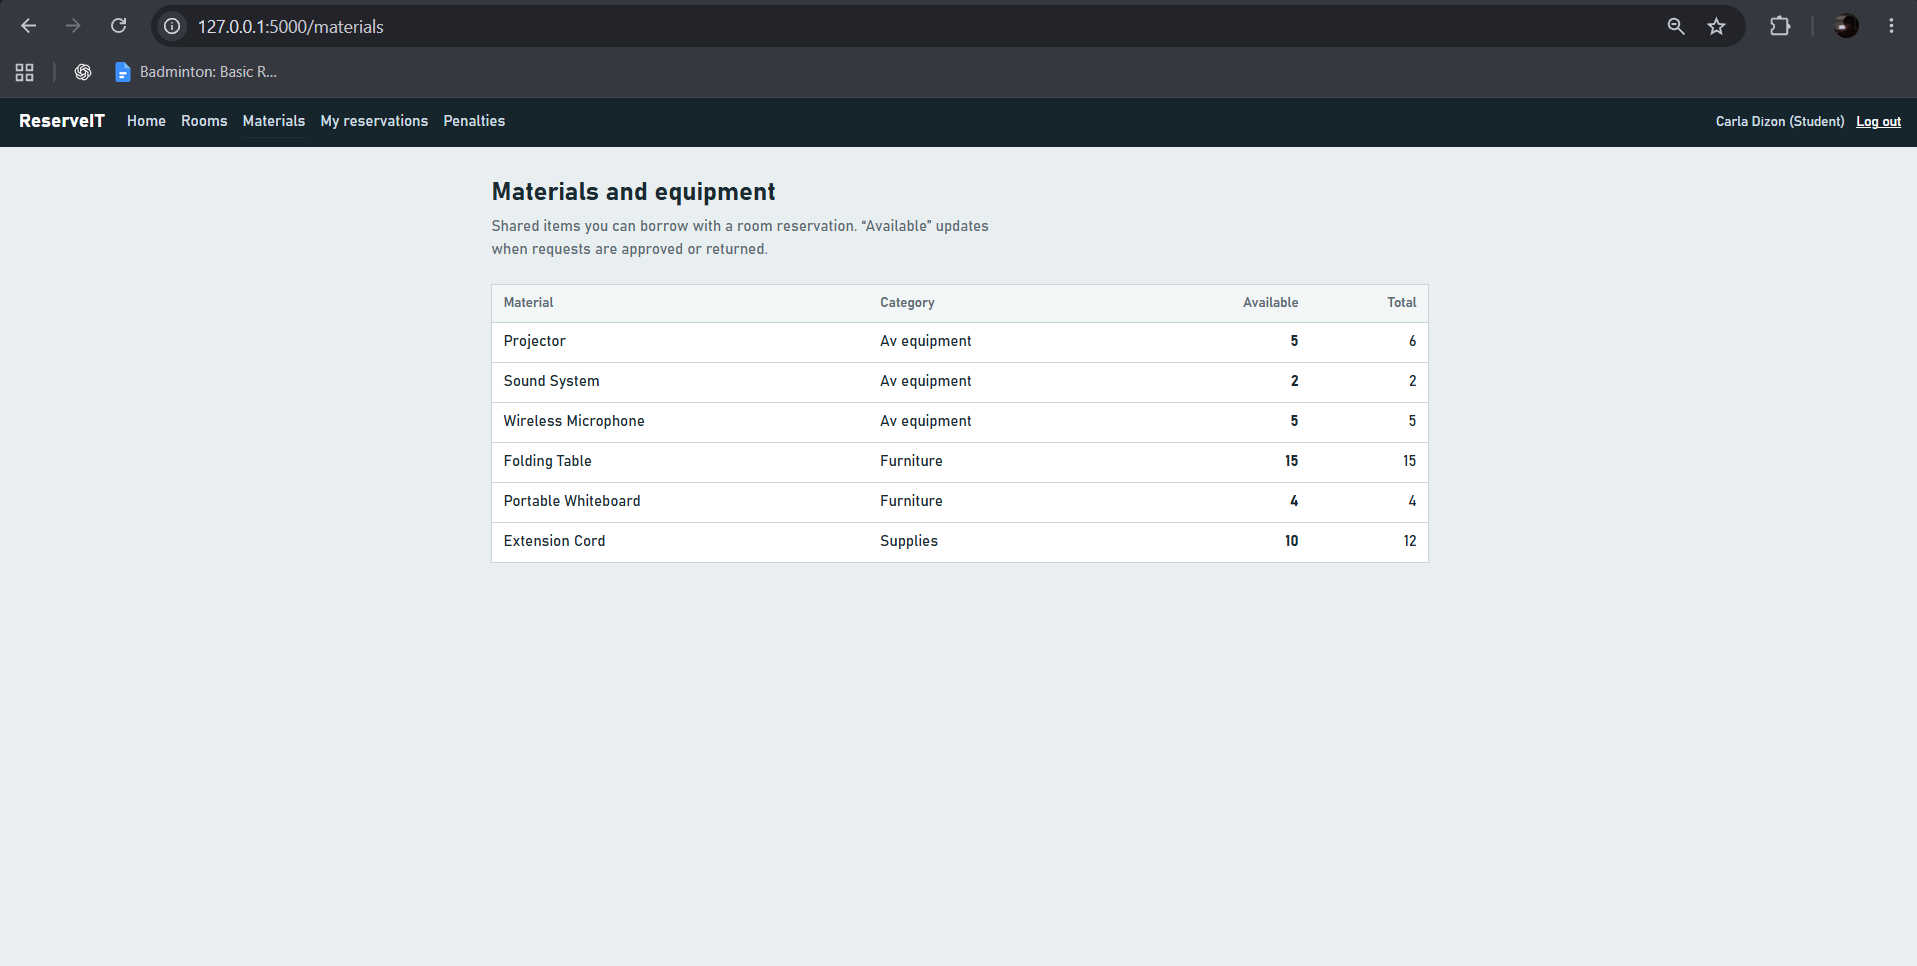 127.0.0.1:5000/materials
Badminton: Basic R...
ReserveIT Home Rooms Materials My reservations Penalties Carla Dizon (Student) Log out
Materials and equipment
Shared items you can borrow with a room reservation. “Available” updates
when requests are approved or returned.
Material Category Available Total
Projector Av equipment 5 6
Sound System Av equipment 2 2
Wireless Microphone Av equipment 5 5
Folding Table Furniture 15 15
Portable Whiteboard Furniture 4 4
Extension Cord Supplies 10 12